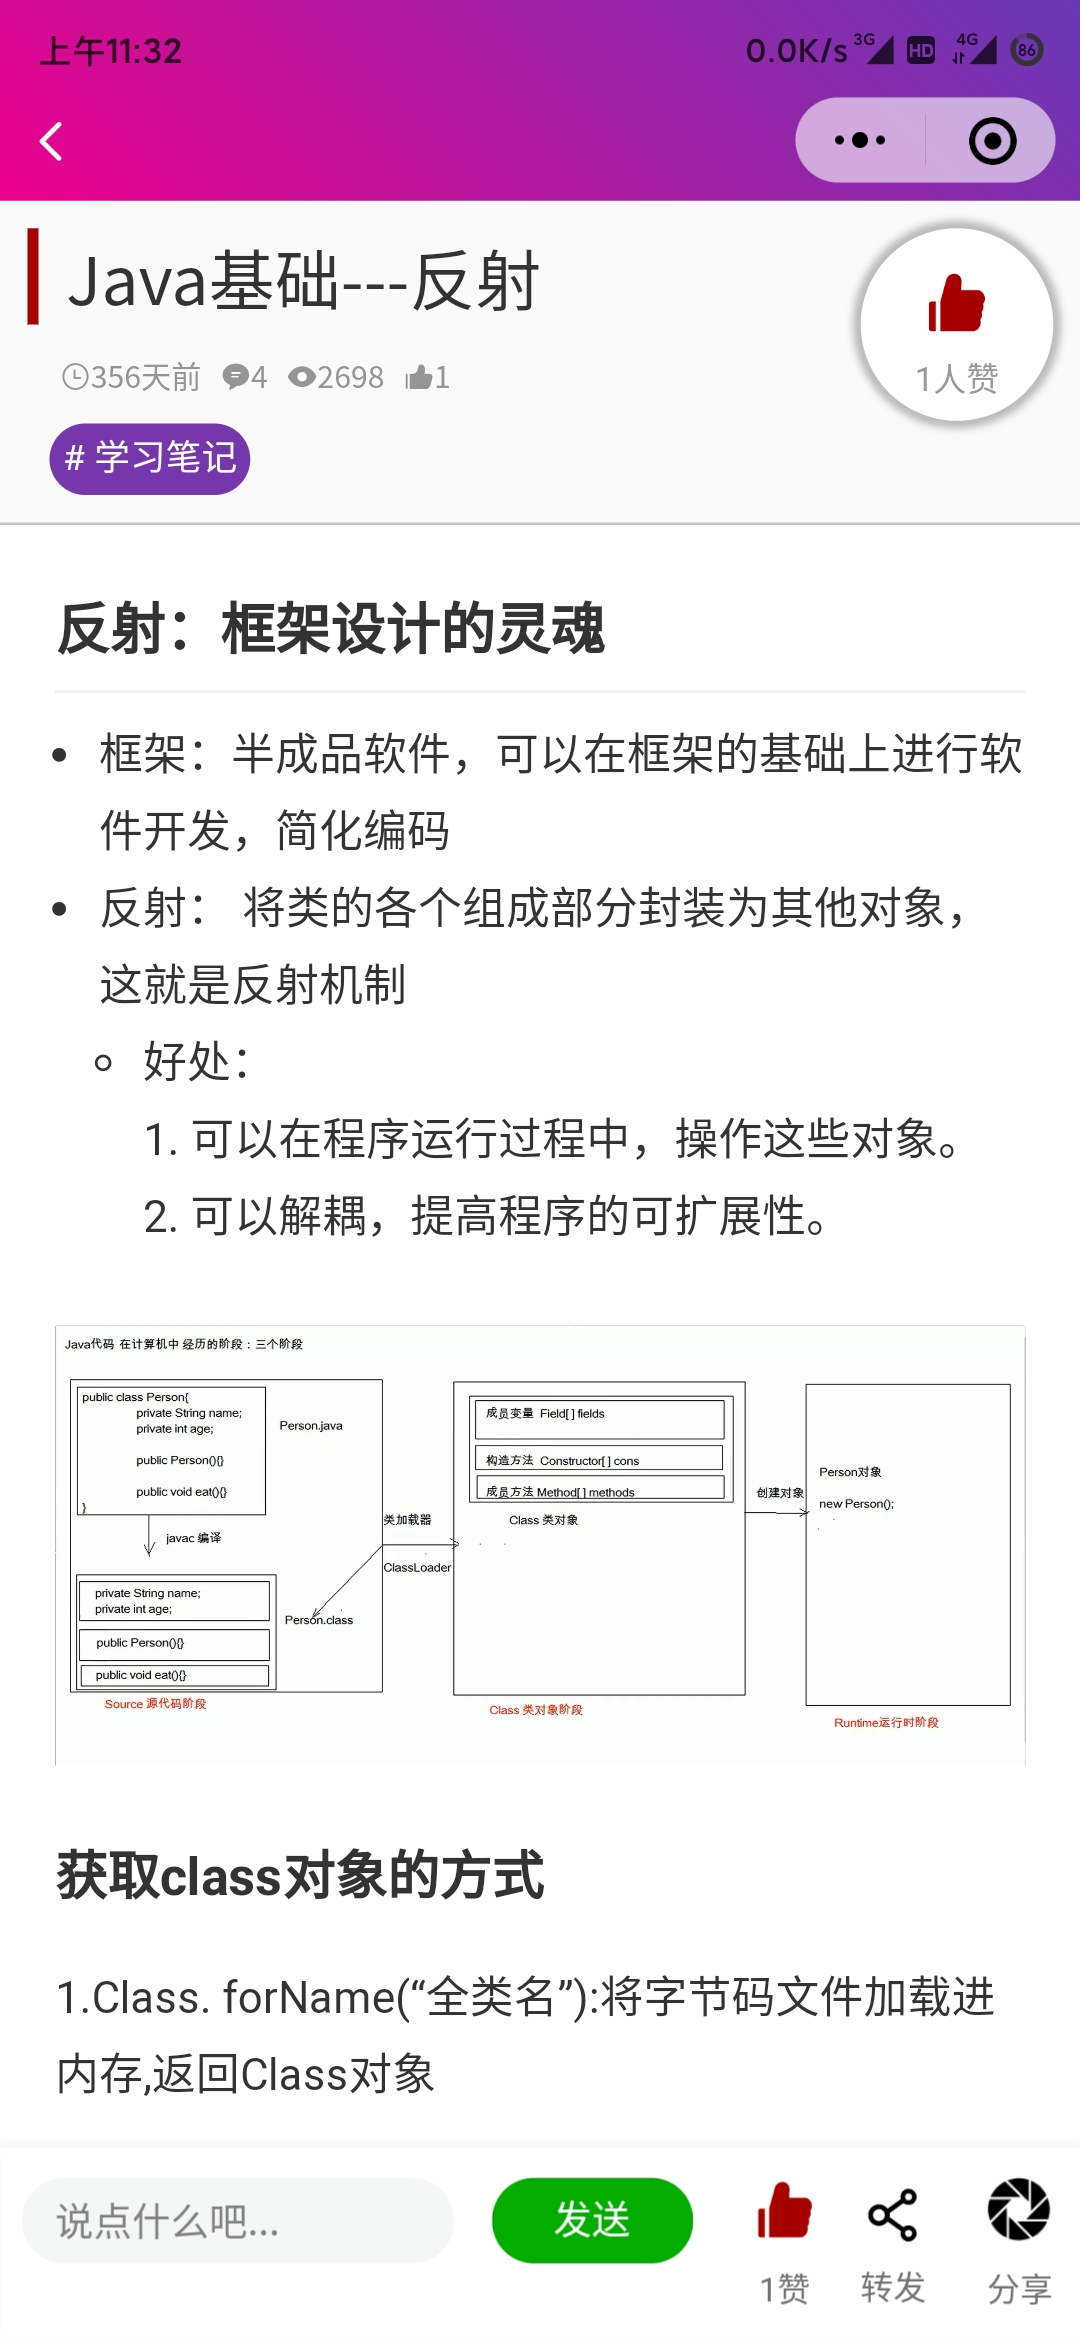 上午11:32
0.0K/s 3G HD 4G 86
Java基础---反射
356天前 4 2698 1
1人赞
# 学习笔记
反射：框架设计的灵魂
框架：半成品软件，可以在框架的基础上进行软
件开发，简化编码
反射： 将类的各个组成部分封装为其他对象，
这就是反射机制
好处：
1. 可以在程序运行过程中，操作这些对象。
2. 可以解耦，提高程序的可扩展性。
Java代码 在计算机中 经历的阶段：三个阶段
public class Person{
private String name;
private int age;
public Person(){}
public void eat(){}
}
Person.java
javac 编译
private String name;
private int age;
public Person(){}
public void eat(){}
Person.class
Source 源代码阶段
类加载器
ClassLoader
成员变量 Field[ ] fields
构造方法 Constructor[ ] cons
成员方法 Method[ ] methods
Class 类对象
Class 类对象阶段
创建对象
Person对象
new Person();
Runtime运行时阶段
获取class对象的方式
1.Class. forName(“全类名”):将字节码文件加载进
内存,返回Class对象
说点什么吧...
发送
1赞
转发
分享